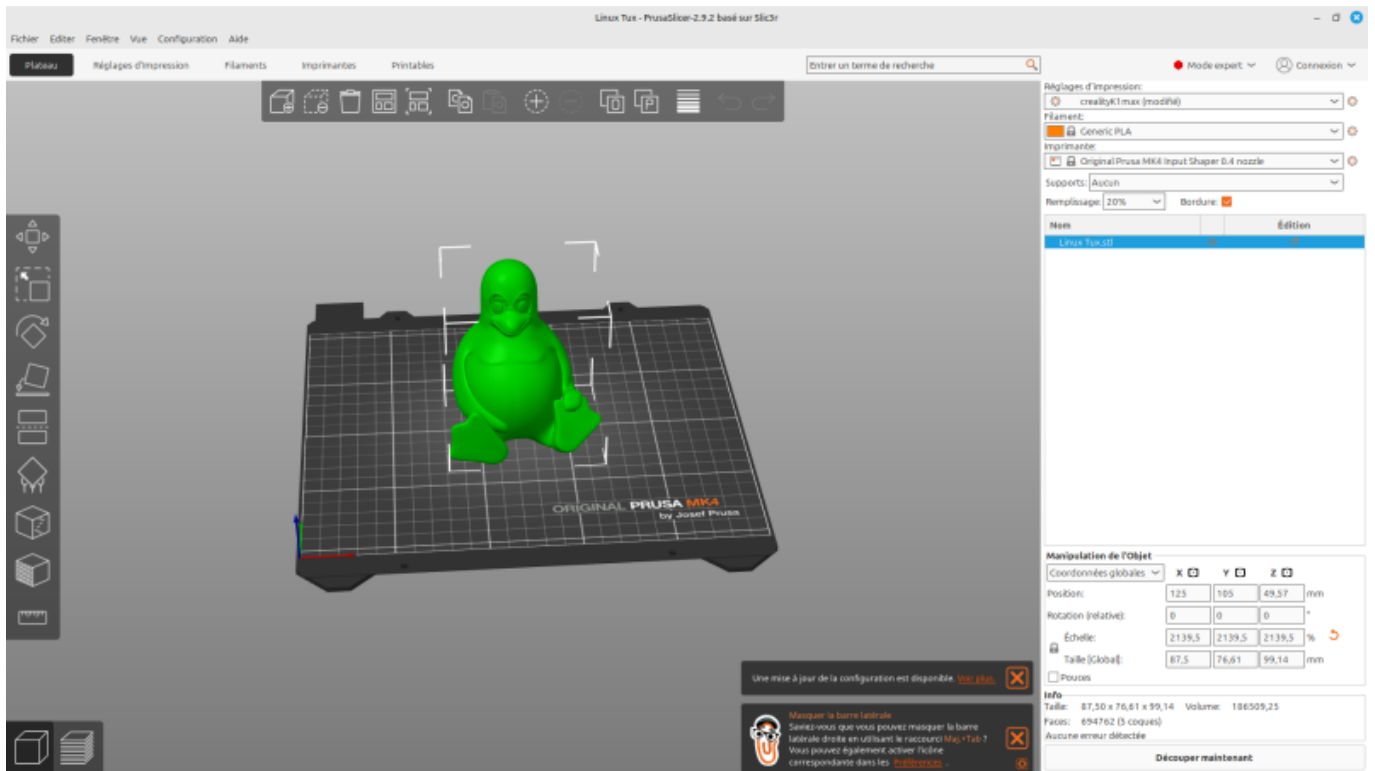 Linux Tux - PrusaSlicer-2.9.2 basé sur Slic3r
Fichier Editer Fenêtre Vue Configuration Aide
Plateau Réglages d'Impression Filaments Imprimantes Printables Entrer un terme de recherche Mode expert Connexion
Réglages d'impression:
crealityK1max (modifié)
Filament:
Generic PLA
Imprimante:
Original Prusa MK4 Input Shaper 0.4 nozzle
Supports: Aucun
Remplissage: 20% Bordure:
Nom Édition
Linux Tux.stl
ORIGINAL PRUSA MK4
by Josef Prusa
Manipulation de l'Objet
Coordonnées globales X Y Z
Position: 125 105 49,57 mm
Rotation (relative): 0 0 0 °
Échelle: 2139,5 2139,5 2139,5 %
Taille [Global]: 87,5 76,61 99,14 mm
Pouces
Info
Taille: 87,50 x 76,61 x 99,14 Volume: 186509,25
Faces: 694762 (3 coques)
Aucune erreur détectée
Découper maintenant
Une mise à jour de la configuration est disponible. Voir plus.
Masquer la barre latérale
Saviez-vous que vous pouvez masquer la barre
latérale droite en utilisant le raccourci Maj.+Tab ?
Vous pouvez également activer l'icône
correspondante dans les Préférences .